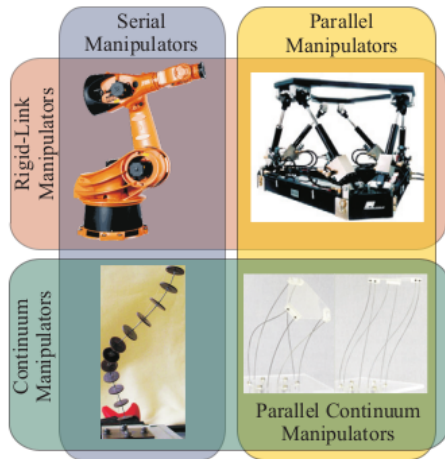 Serial
Manipulators
Parallel
Manipulators
Rigid-Link
Manipulators
Continuum
Manipulators
Parallel Continuum
Manipulators